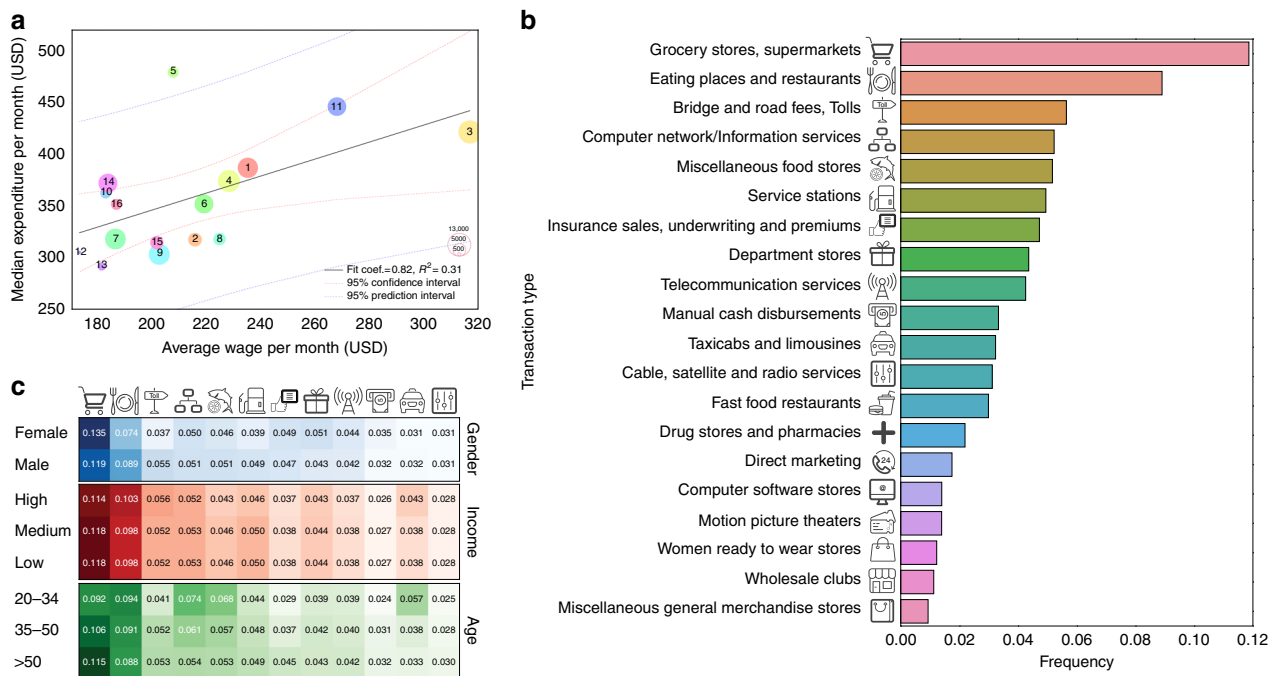 a
Median expenditure per month (USD)
500
450
400
350
300
250
5
11
3
1
4
14
10
16
6
7
15
2
8
9
12
13
13,000
5000
500
Fit coef.=0.82, R² = 0.31
95% confidence interval
95% prediction interval
180 200 220 240 260 280 300 320
Average wage per month (USD)
b
Transaction type
Grocery stores, supermarkets
Eating places and restaurants
Bridge and road fees, Tolls
Toll
Computer network/Information services
Miscellaneous food stores
Service stations
Insurance sales, underwriting and premiums
Department stores
Telecommunication services
Manual cash disbursements
Taxicabs and limousines
Cable, satellite and radio services
Fast food restaurants
Drug stores and pharmacies
Direct marketing
24
Computer software stores
@
Motion picture theaters
Women ready to wear stores
Wholesale clubs
Miscellaneous general merchandise stores
0.00 0.02 0.04 0.06 0.08 0.10 0.12
Frequency
c
Toll
Female 0.135 0.074 0.037 0.050 0.046 0.039 0.049 0.051 0.044 0.035 0.031 0.031
Male 0.119 0.089 0.055 0.051 0.051 0.049 0.047 0.043 0.042 0.032 0.032 0.031
Gender
High 0.114 0.103 0.056 0.052 0.043 0.046 0.037 0.043 0.037 0.026 0.043 0.028
Medium 0.118 0.098 0.052 0.053 0.046 0.050 0.038 0.044 0.038 0.027 0.038 0.028
Low 0.118 0.098 0.052 0.053 0.046 0.050 0.038 0.044 0.038 0.027 0.038 0.028
Income
20–34 0.092 0.094 0.041 0.074 0.068 0.044 0.029 0.039 0.039 0.024 0.057 0.025
35–50 0.106 0.091 0.052 0.061 0.057 0.048 0.037 0.042 0.040 0.031 0.038 0.028
>50 0.115 0.088 0.053 0.054 0.053 0.049 0.045 0.043 0.042 0.032 0.033 0.030
Age